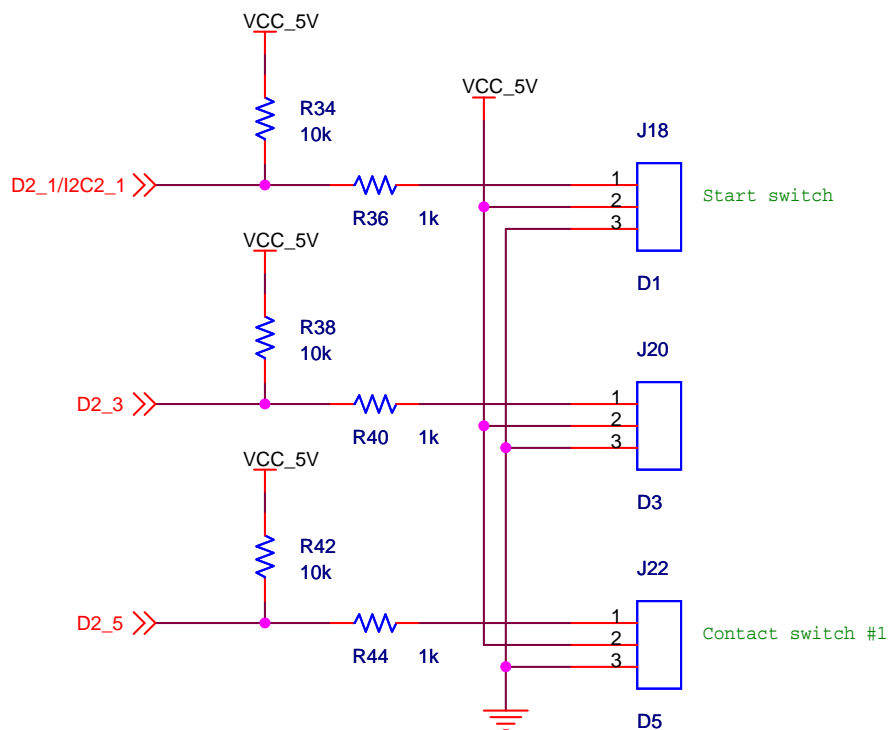 VCC_5V
R34
10k
VCC_5V
J18
D2_1/I2C2_1
R36 1k
1
2
3
Start switch
D1
VCC_5V
R38
10k
J20
D2_3
R40 1k
1
2
3
D3
VCC_5V
R42
10k
J22
D2_5
R44 1k
1
2
3
Contact switch #1
D5